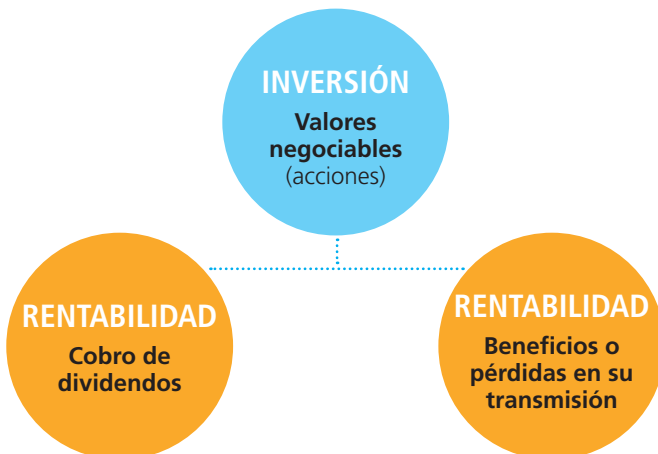 INVERSIÓN
Valores
negociables
(acciones)
RENTABILIDAD
Cobro de
dividendos
RENTABILIDAD
Beneficios o
pérdidas en su
transmisión